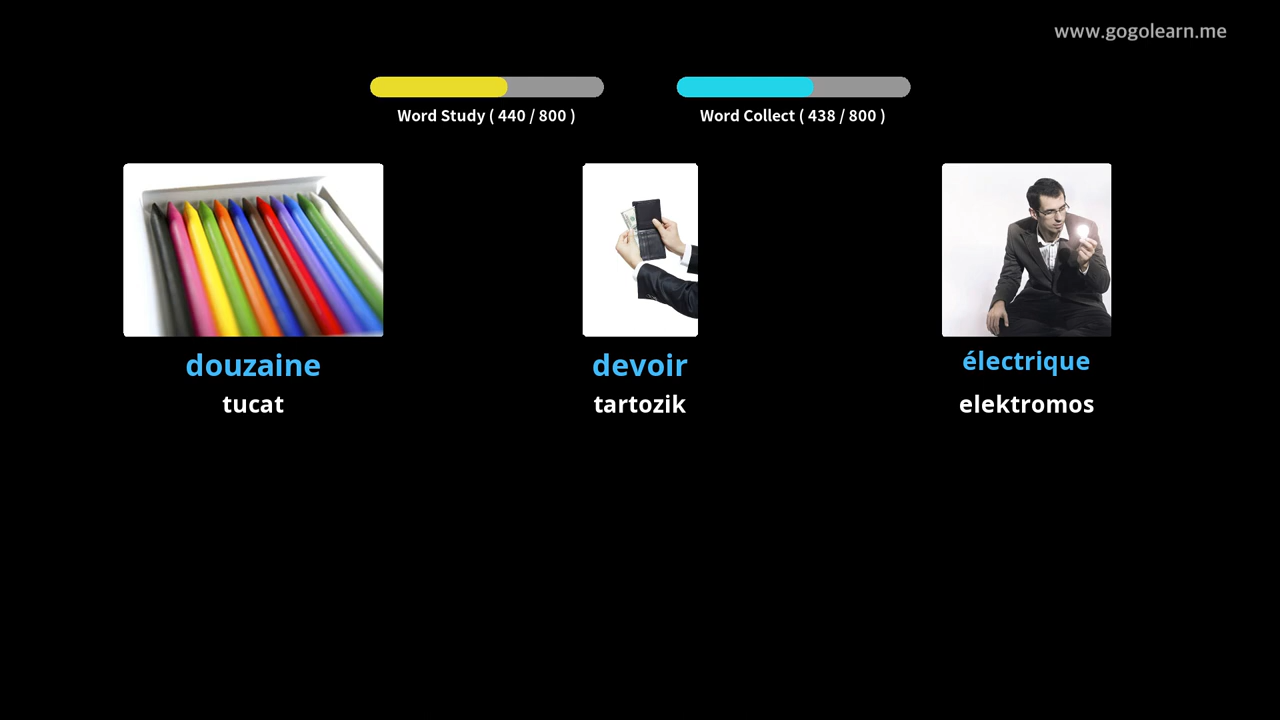 www.gogolearn.me
Word Study ( 440 / 800 )
Word Collect ( 438 / 800 )
douzaine
devoir
électrique
tucat
tartozik
elektromos